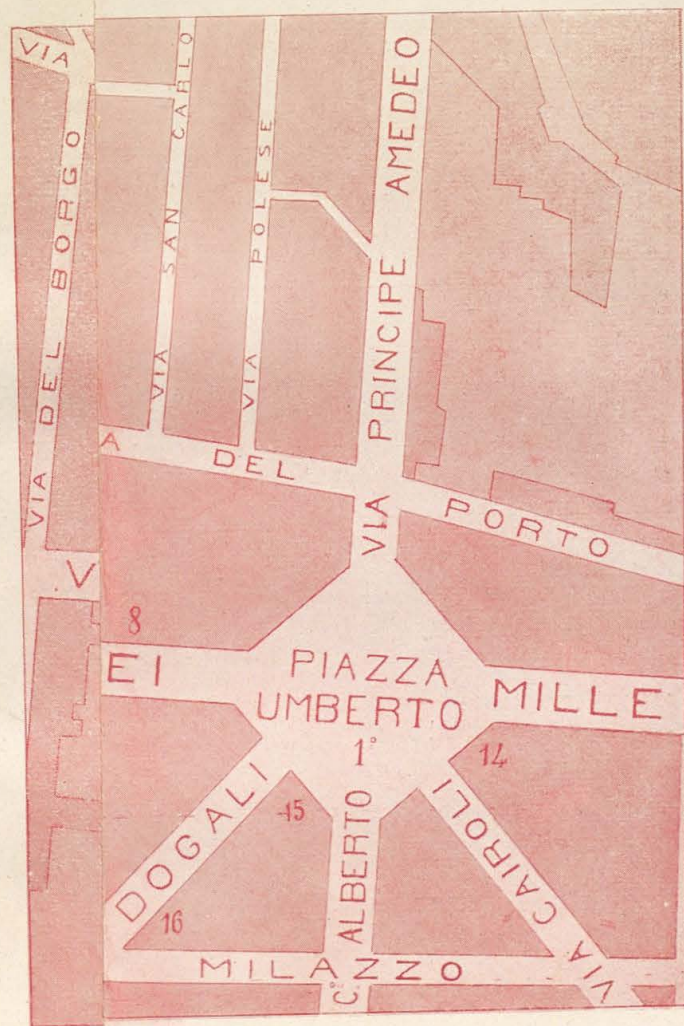 VIA
VIA DEL BORGO
VIA SAN CARLO
VIA POLESE
VIA PRINCIPE AMEDEO
A DEL PORTO
V
8
EI
PIAZZA
UMBERTO
1º
MILLE
14
15
16
DOGALI
C. ALBERTO
VIA CAIROLI
MILAZZO